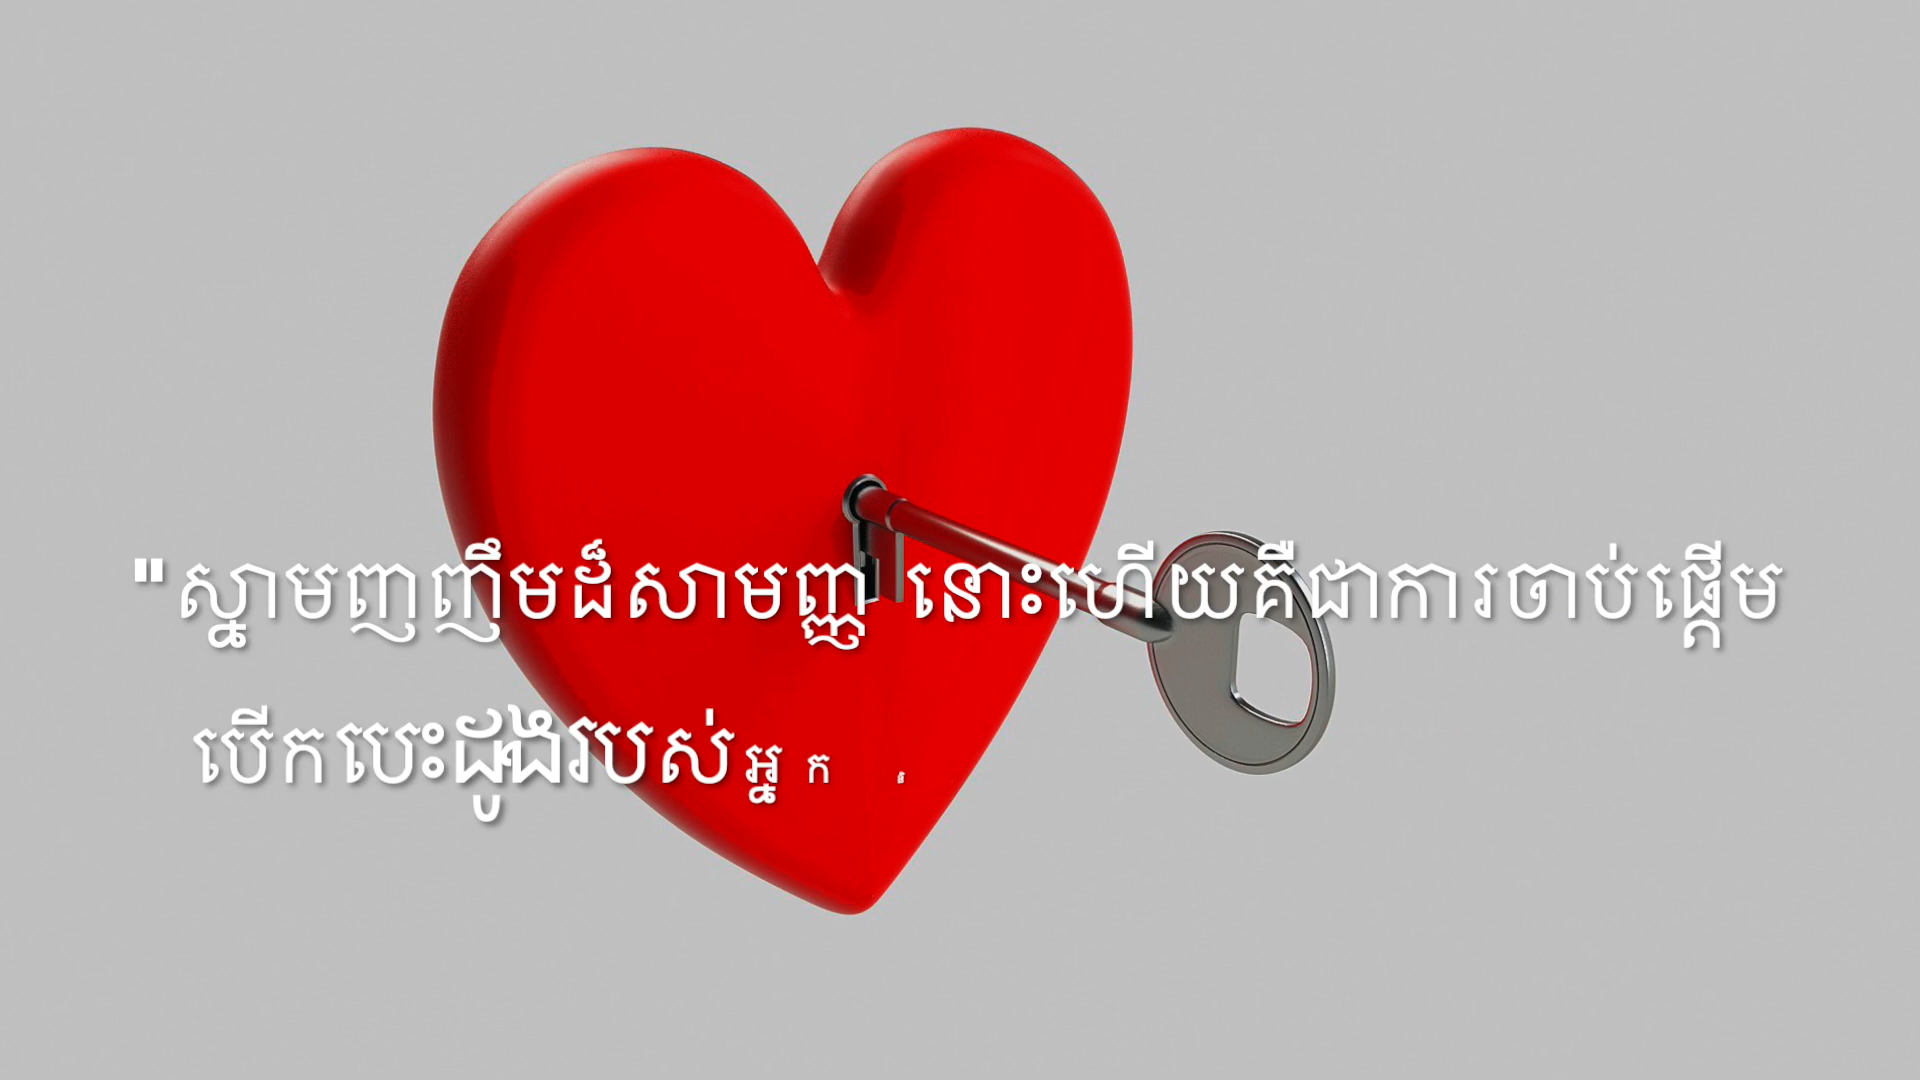 "ស្នាមញញឹមដ៏សាមញ្ញ នោះហើយគឺជាការចាប់ផ្តើម
បើកបេះដូងរបស់អ្នក